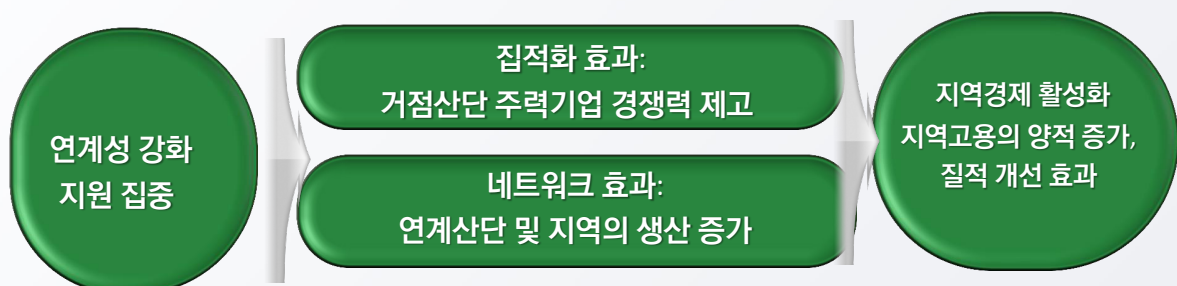 연계성 강화
지원 집중
집적화 효과:
거점산단 주력기업 경쟁력 제고
네트워크 효과:
연계산단 및 지역의 생산 증가
지역경제 활성화
지역고용의 양적 증가,
질적 개선 효과